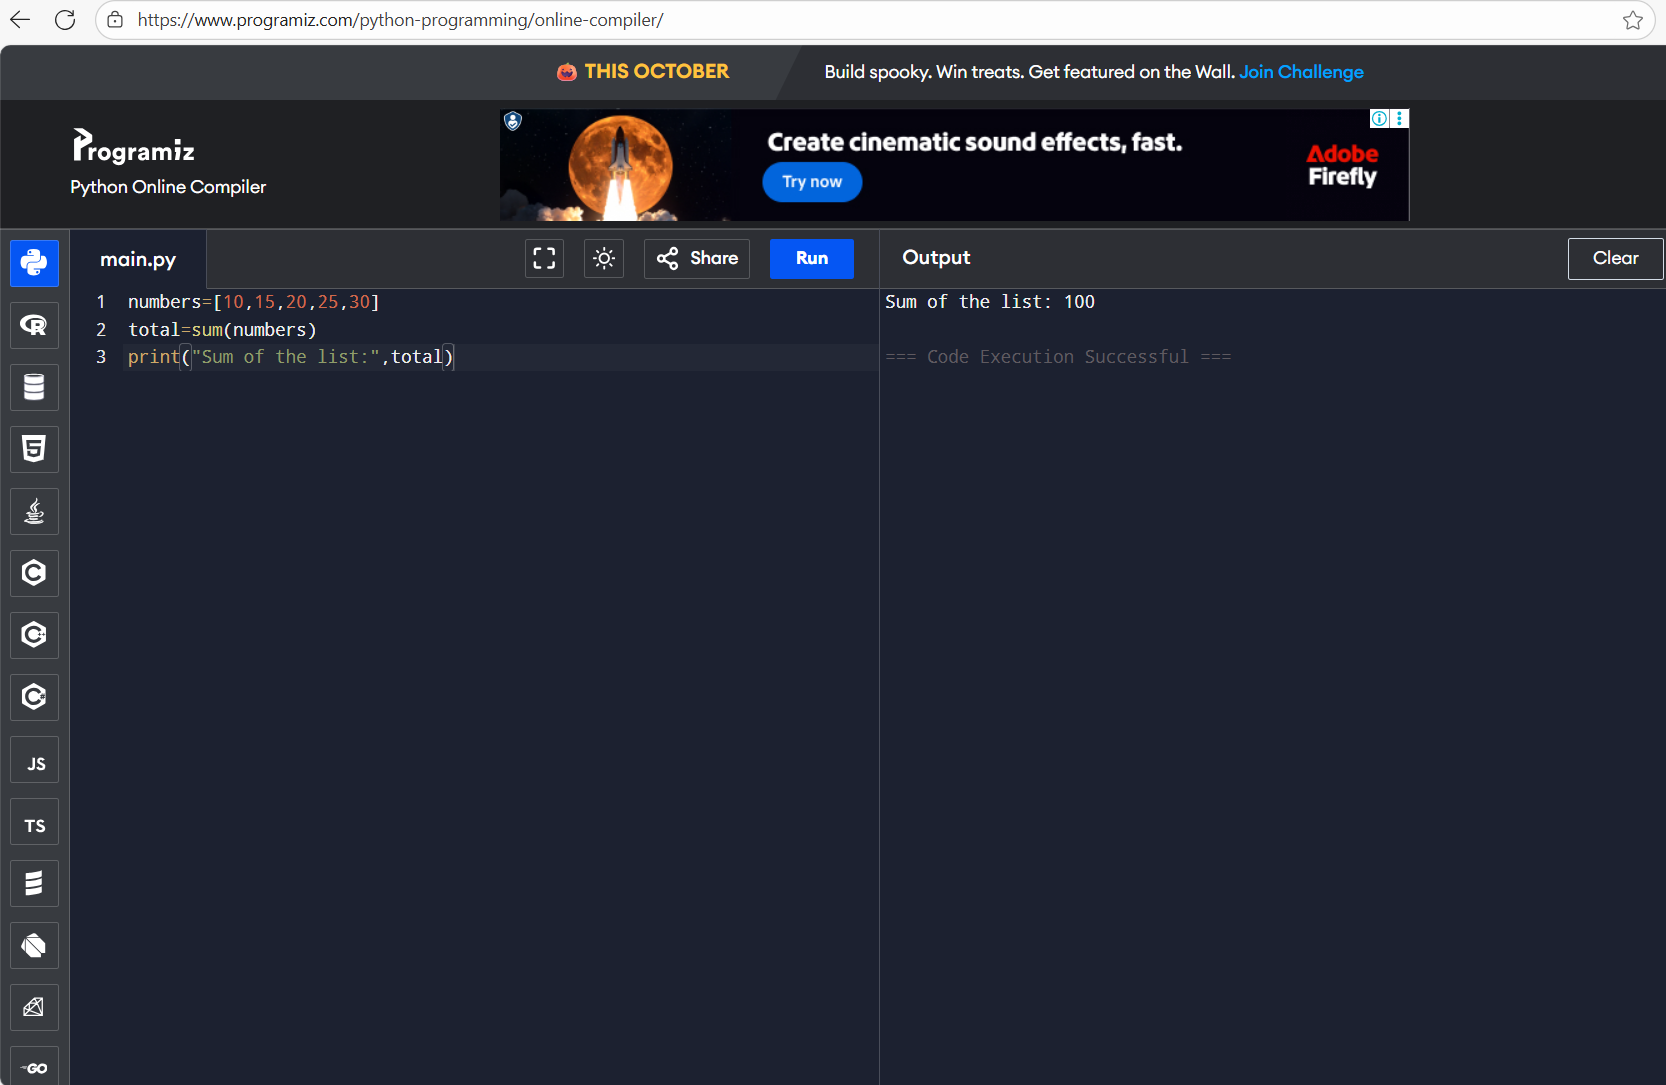 https://www.programiz.com/python-programming/online-compiler/
THIS OCTOBER
Build spooky. Win treats. Get featured on the Wall. Join Challenge
Programiz
Python Online Compiler
Create cinematic sound effects, fast.
Try now
Adobe
Firefly
main.py
Share
Run
Output
Clear
1 numbers=[10,15,20,25,30]
2 total=sum(numbers)
3 print("Sum of the list:",total)
Sum of the list: 100
=== Code Execution Successful ===
R
5
C
C++
C#
JS
TS
GO